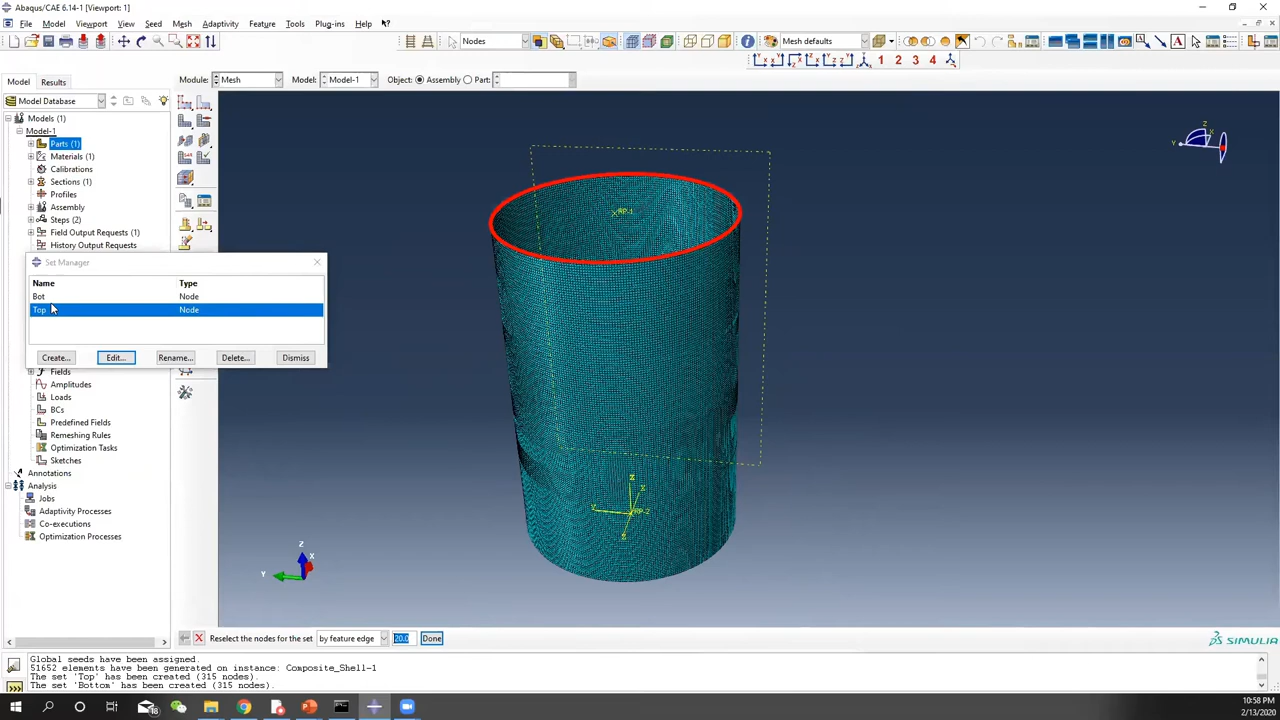 Abaqus/CAE 6.14-1 [Viewport: 1]
File Model Viewport View Seed Mesh Adaptivity Feature Tools Plug-ins Help
Nodes Mesh defaults
1 2 3 4
Model Results Module: Mesh Model: Model-1 Object: Assembly Part:
Model Database
Models (1)
Model-1
Parts (1)
Materials (1)
Calibrations
Sections (1)
Profiles
Assembly
Steps (2)
Field Output Requests (1)
History Output Requests
Set Manager
Name Type
Bot Node
Top Node
Create... Edit... Rename... Delete... Dismiss
Fields
Amplitudes
Loads
BCs
Predefined Fields
Remeshing Rules
Optimization Tasks
Sketches
Annotations
Analysis
Jobs
Adaptivity Processes
Co-executions
Optimization Processes
RP-1
RP-2
Z
X
Y
Z
X
Y
Z
X
Y
Z
Reselect the nodes for the set by feature edge 20.0 Done
SIMULIA
Global seeds have been assigned.
51652 elements have been generated on instance: Composite_Shell-1
The set 'Top' has been created (315 nodes).
The set 'Bottom' has been created (315 nodes).
10:58 PM
2/13/2020